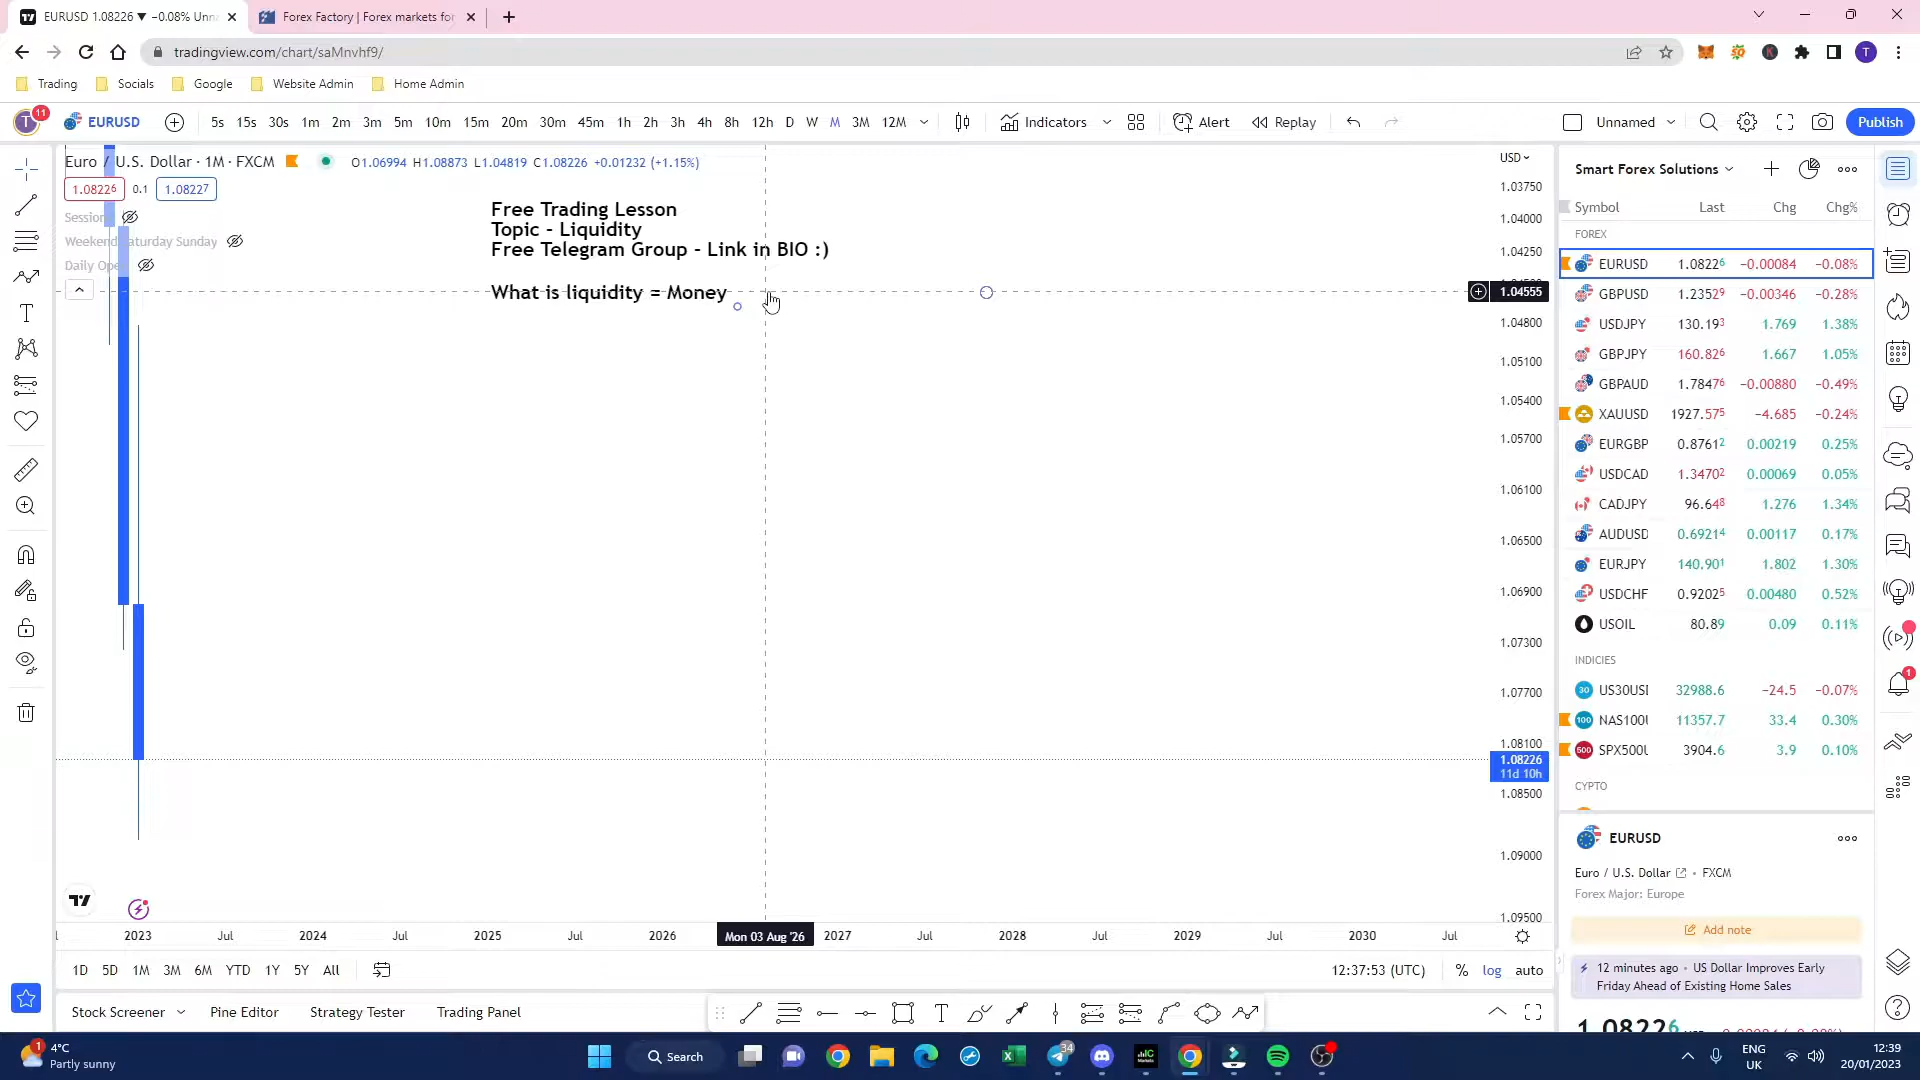 EURUSD 1.08226 ▼ −0.08% Unn
Forex Factory | Forex markets for
tradingview.com/chart/saMnvhf9/
Trading
Socials
Google
Website Admin
Home Admin
T 11
EURUSD
5s 15s 30s 1m 2m 3m 5m 10m 15m 20m 30m 45m 1h 2h 3h 4h 8h 12h D W M 3M 12M
Indicators
Alert
Replay
Unnamed
Publish
Euro / U.S. Dollar · 1M · FXCM
O1.06994 H1.08873 L1.04819 C1.08226 +0.01232 (+1.15%)
1.08226 0.1 1.08227
Session
Weekend Saturday Sunday
Daily Ope
Free Trading Lesson
Topic - Liquidity
Free Telegram Group - Link in BIO :)
What is liquidity = Money
USD
1.03750
1.04000
1.04250
1.04555
1.04800
1.05100
1.05400
1.05700
1.06100
1.06500
1.06900
1.07300
1.07700
1.08100
1.08226
11d 10h
1.08500
1.09000
1.09500
2023 Jul 2024 Jul 2025 Jul 2026 Mon 03 Aug '26 2027 Jul 2028 Jul 2029 Jul 2030 Jul
1D 5D 1M 3M 6M YTD 1Y 5Y All
12:37:53 (UTC) % log auto
Stock Screener
Pine Editor
Strategy Tester
Trading Panel
Smart Forex Solutions
Symbol Last Chg Chg%
FOREX
EURUSD 1.08226 −0.00084 −0.08%
GBPUSD 1.23529 −0.00346 −0.28%
USDJPY 130.193 1.769 1.38%
GBPJPY 160.826 1.667 1.05%
GBPAUD 1.78476 −0.00880 −0.49%
XAUUSD 1927.575 −4.685 −0.24%
EURGBP 0.87612 0.00219 0.25%
USDCAD 1.34702 0.00069 0.05%
CADJPY 96.648 1.276 1.34%
AUDUSD 0.69214 0.00117 0.17%
EURJPY 140.901 1.802 1.30%
USDCHF 0.92025 0.00480 0.52%
USOIL 80.89 0.09 0.11%
INDICIES
30 US30USD 32988.6 −24.5 −0.07%
100 NAS100U 11357.7 33.4 0.30%
500 SPX500U 3904.6 3.9 0.10%
CYPTO
EURUSD
Euro / U.S. Dollar · FXCM
Forex Major: Europe
Add note
12 minutes ago · US Dollar Improves Early
Friday Ahead of Existing Home Sales
1.08226
4°C
Partly sunny
Search
34
ENG
UK
12:39
20/01/2023